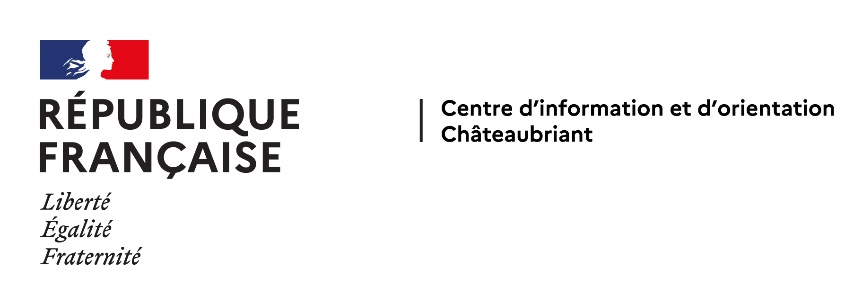 RÉPUBLIQUE
FRANÇAISE
Liberté
Égalité
Fraternité
Centre d'information et d'orientation
Châteaubriant